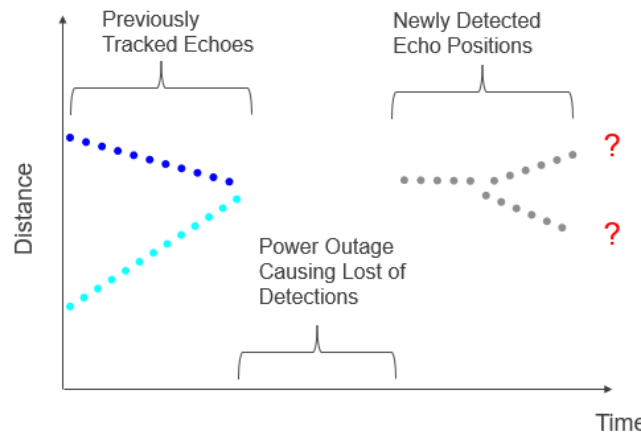 Previously
Tracked Echoes
Newly Detected
Echo Positions
?
?
Distance
Power Outage
Causing Lost of
Detections
Time